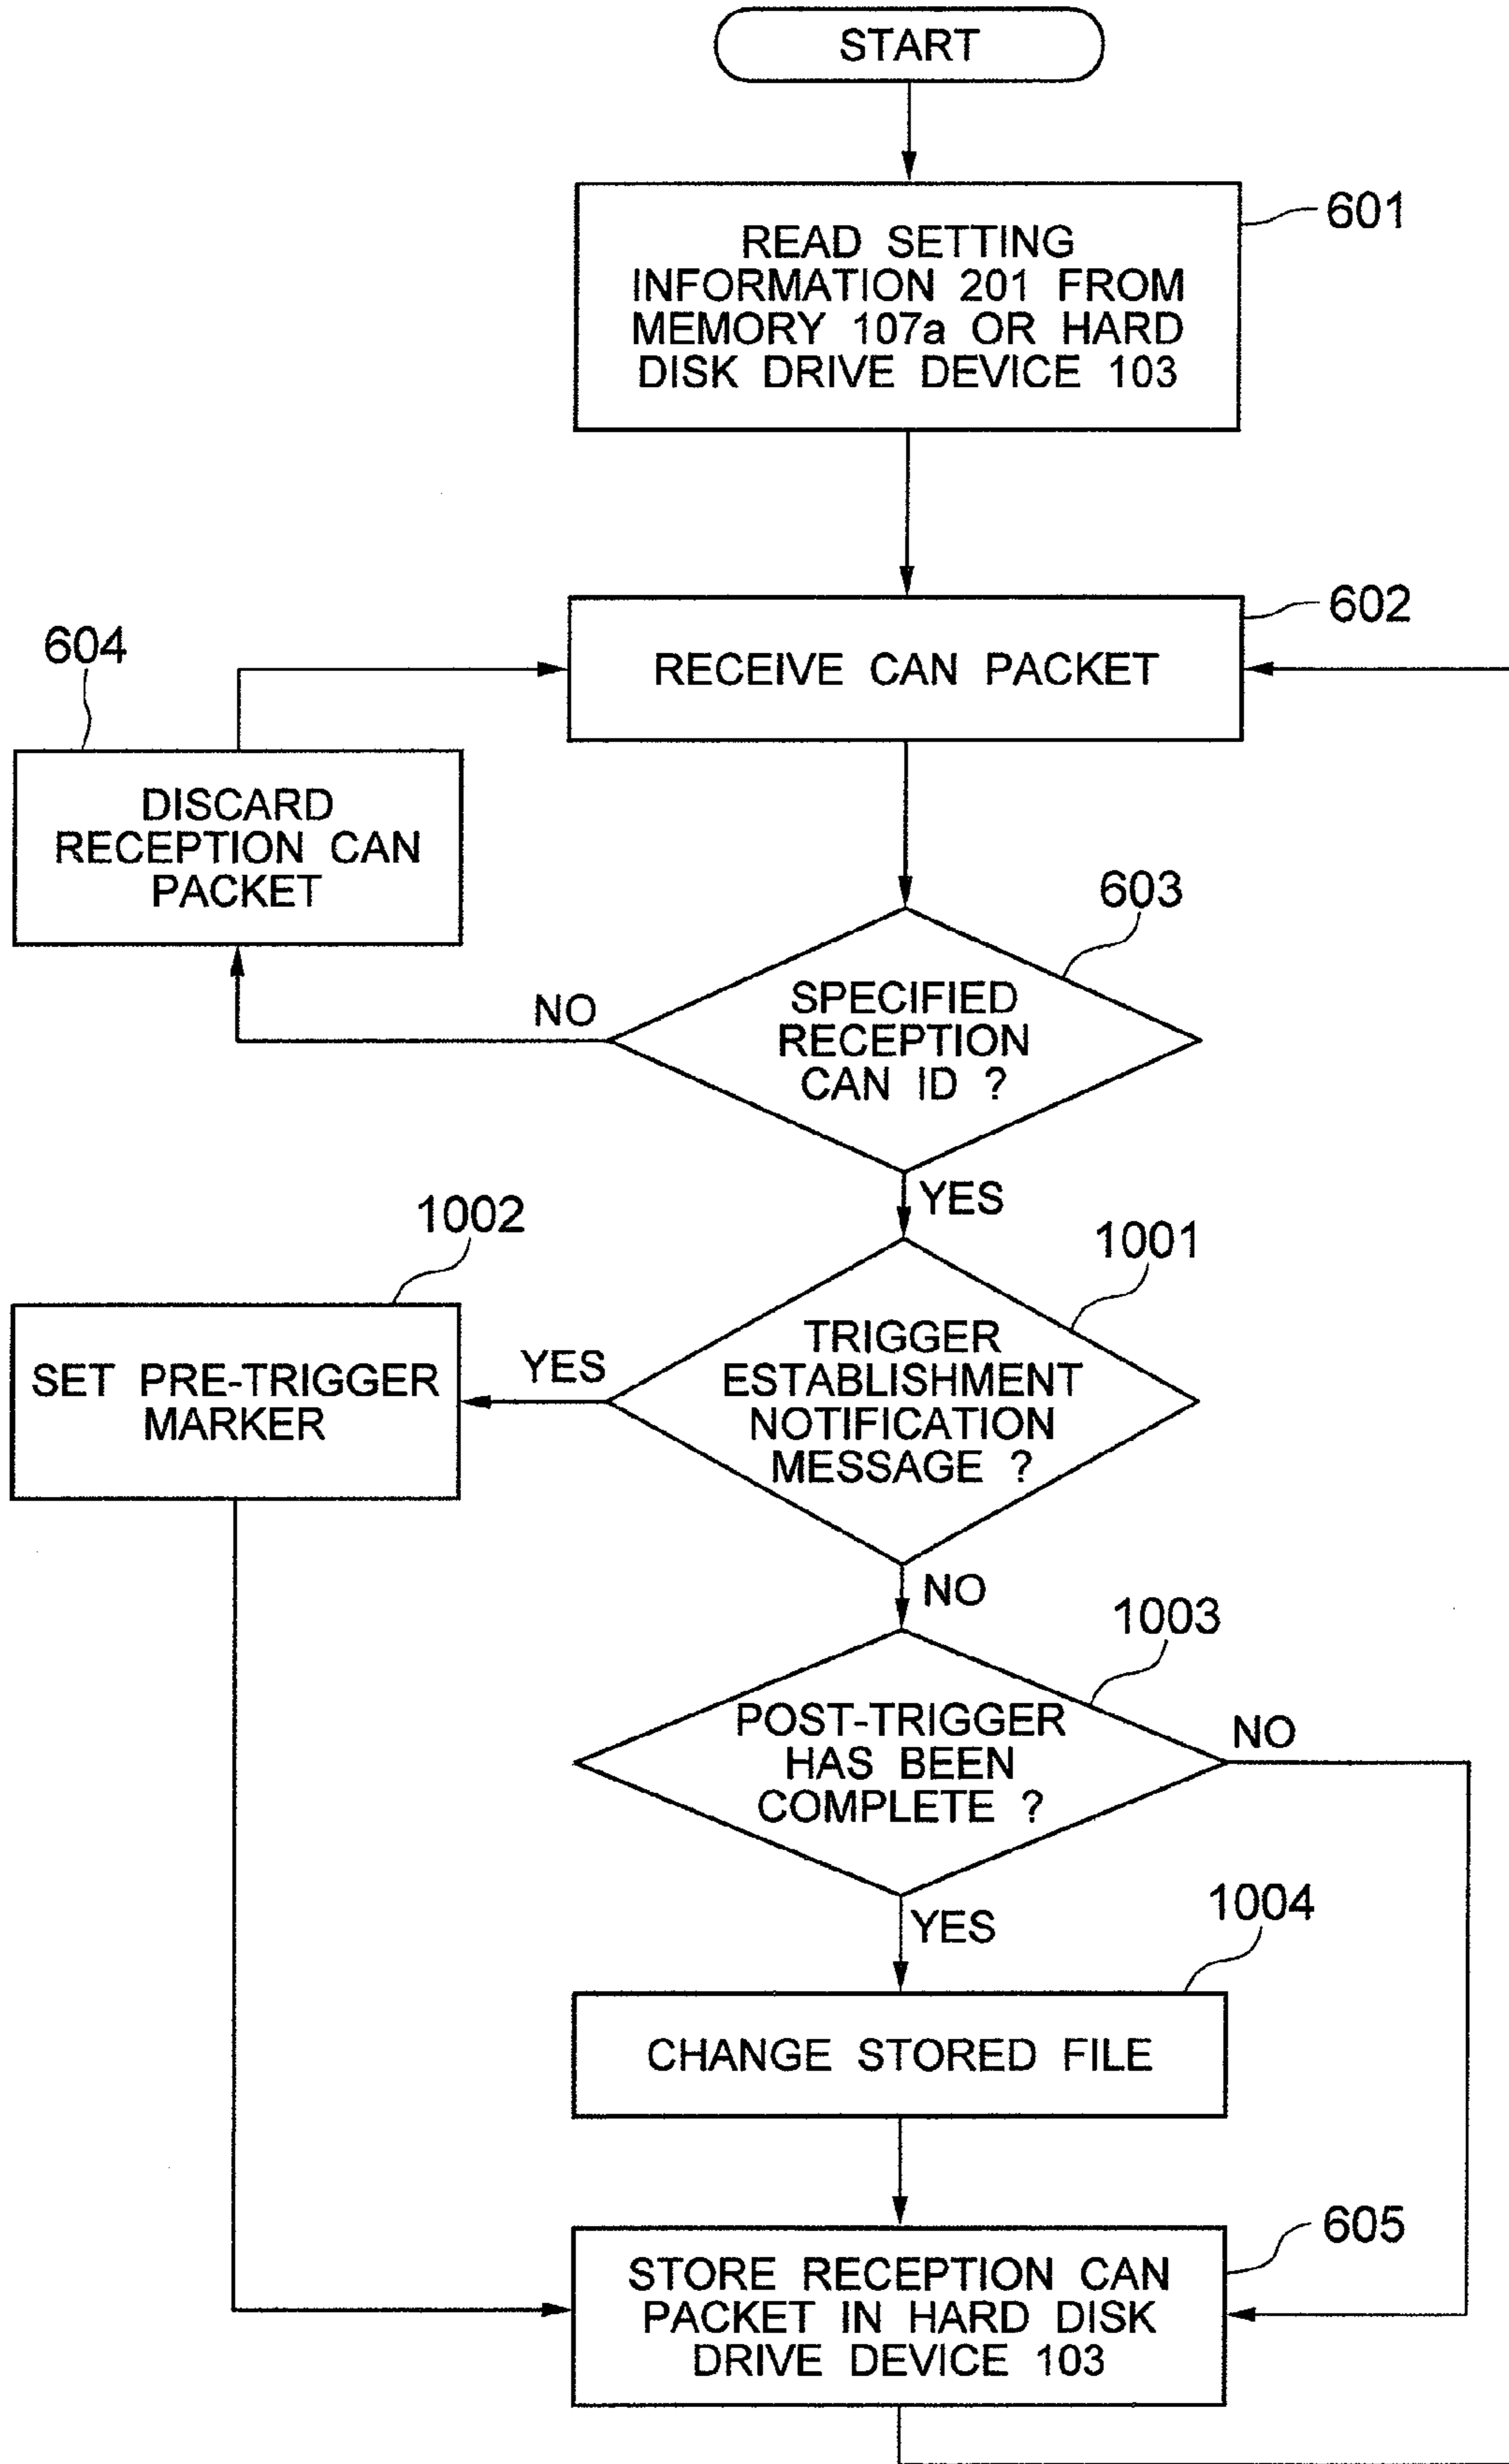 START
READ SETTING
INFORMATION 201 FROM
MEMORY 107a OR HARD
DISK DRIVE DEVICE 103
601
RECEIVE CAN PACKET
602
604
DISCARD
RECEPTION CAN
PACKET
603
SPECIFIED
RECEPTION
CAN ID ?
NO
YES
1002
SET PRE-TRIGGER
MARKER
YES
1001
TRIGGER
ESTABLISHMENT
NOTIFICATION
MESSAGE ?
NO
1003
POST-TRIGGER
HAS BEEN
COMPLETE ?
NO
YES
1004
CHANGE STORED FILE
605
STORE RECEPTION CAN
PACKET IN HARD DISK
DRIVE DEVICE 103